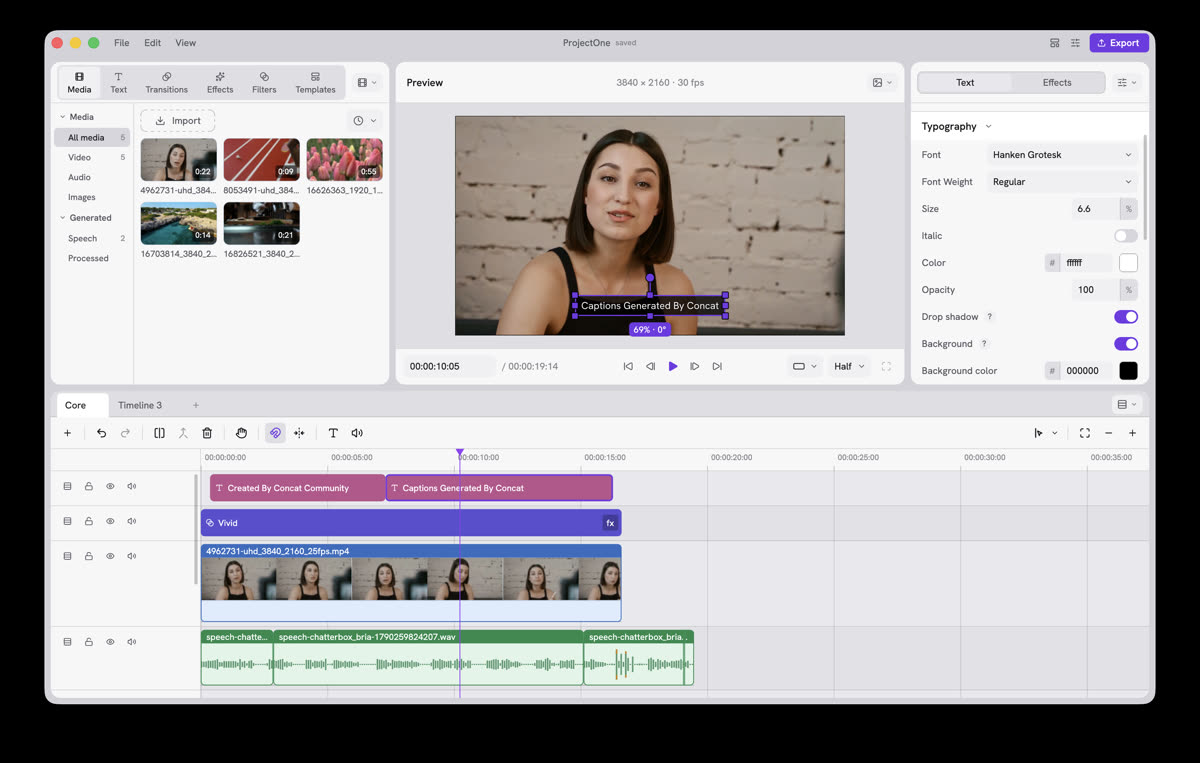 File Edit View
ProjectOne saved
Export
Media Text Transitions Effects Filters Templates
Media
All media 5
Video 5
Audio
Images
Generated
Speech 2
Processed
Import
0:22
0:09
0:55
4962731-uhd_384...
8053491-uhd_384...
16626363_1920_1...
0:14
0:21
16703814_3840_2...
16826521_3840_2...
Preview
3840 × 2160 · 30 fps
Captions Generated By Concat
69% · 0°
00:00:10:05 / 00:00:19:14
Half
Text Effects
Typography
Font Hanken Grotesk
Font Weight Regular
Size 6.6 %
Italic
Color # ffffff
Opacity 100 %
Drop shadow ?
Background ?
Background color # 000000
Core Timeline 3 +
00:00:00:00 00:00:05:00 00:00:10:00 00:00:15:00 00:00:20:00 00:00:25:00 00:00:30:00 00:00:35:00
T Created By Concat Community
T Captions Generated By Concat
Vivid fx
4962731-uhd_3840_2160_25fps.mp4
speech-chatte...
speech-chatterbox_bria-1790259824207.wav
speech-chatterbox_bria...